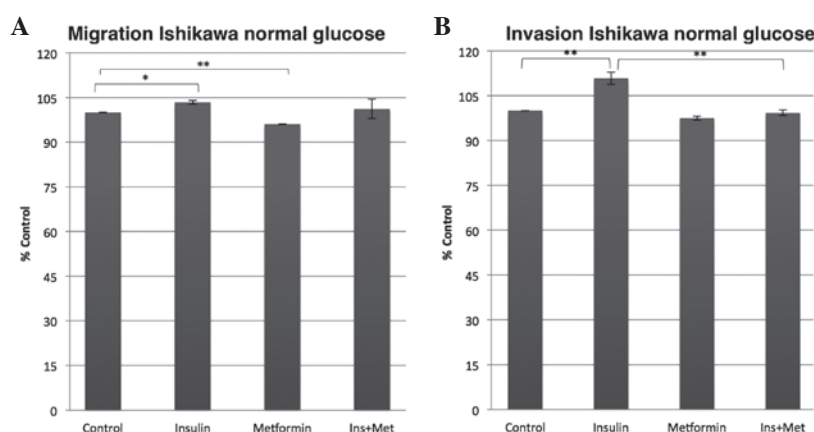 A
Migration Ishikawa normal glucose
120
105
90
75
60
45
30
15
0
% Control
*
**
Control Insulin Metformin Ins+Met
B
Invasion Ishikawa normal glucose
120
105
90
75
60
45
30
15
0
% Control
**
**
Control Insulin Metformin Ins+Met